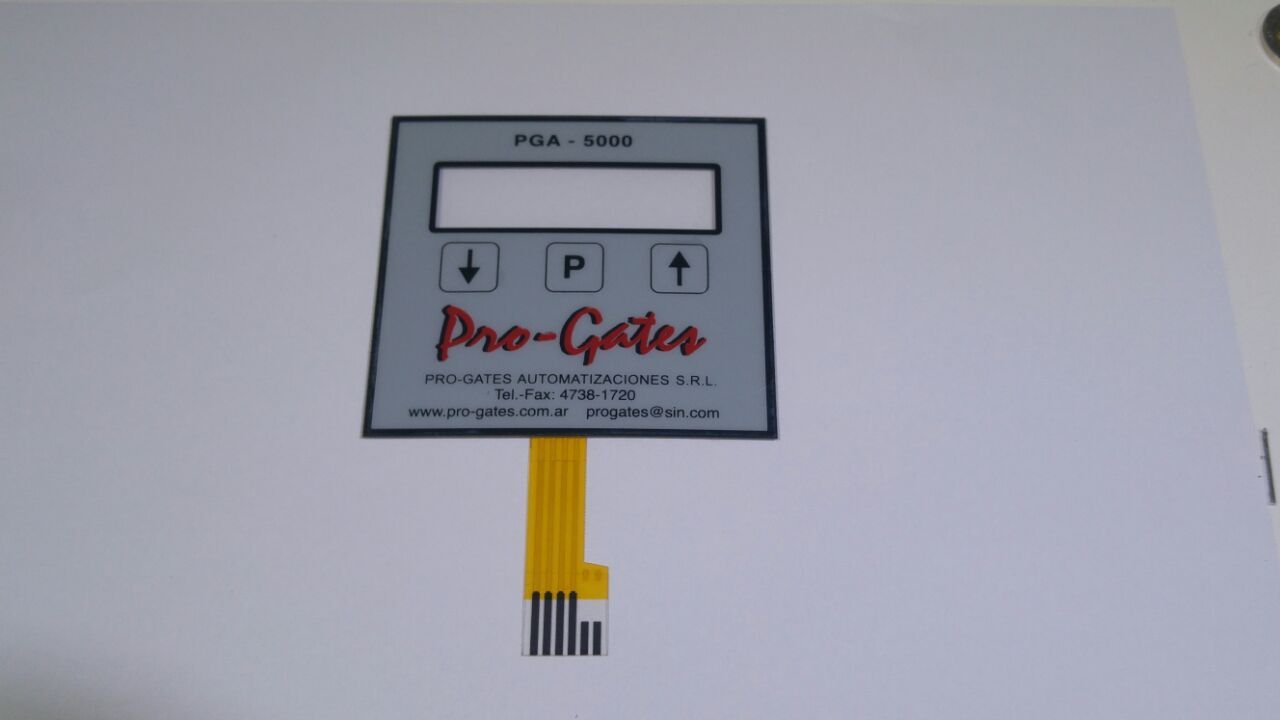 PGA - 5000
P
Pro-Gates
PRO-GATES AUTOMATIZACIONES S.R.L.
Tel.-Fax: 4738-1720
www.pro-gates.com.ar progates@sin.com